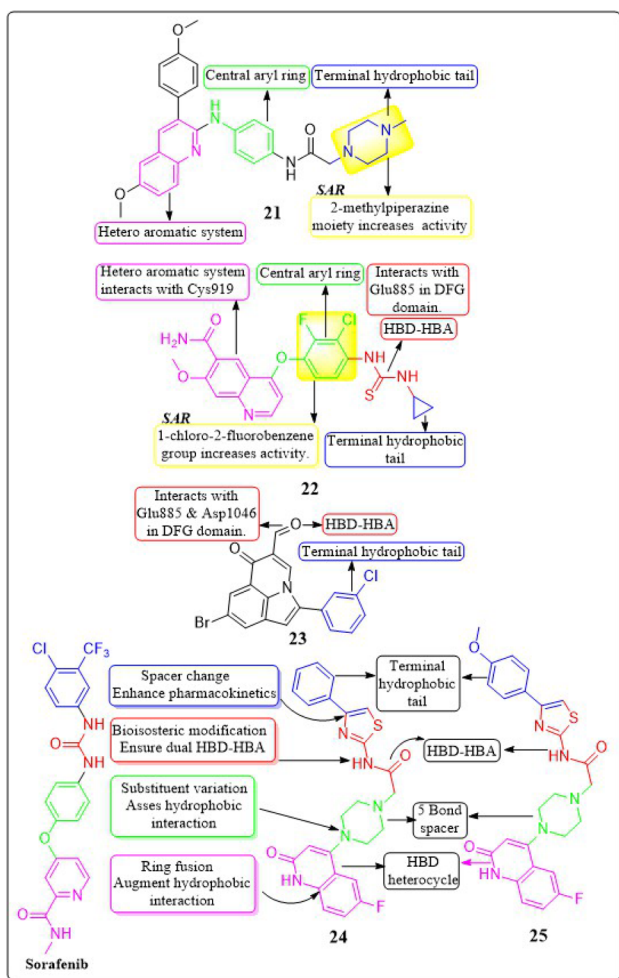 O
O
Central aryl ring
Terminal hydrophobic tail
H
N
N
O
N
N
N
H
O
SAR
21
2-methylpiperazine
moiety increases activity
Hetero aromatic system
Hetero aromatic system
interacts with Cys919
Central aryl ring
Interacts with
Glu885 in DFG
domain.
HBD-HBA
F
Cl
O
H2N
O
NH
O
S
NH
N
SAR
1-chloro-2-fluorobenzene
group increases activity.
Terminal hydrophobic
tail
22
Interacts with
Glu885 & Asp1046
in DFG domain.
O
HBD-HBA
O
Terminal hydrophobic tail
Cl
N
Br
23
Cl
CF3
Spacer change
Enhance pharmacokinetics
Terminal
hydrophobic
tail
O
S
N
S
N
NH
O
NH
Bioisosteric modification
Ensure dual HBD-HBA
HN
O
HBD-HBA
HN
O
Substituent variation
Asses hydrophobic
interaction
N
N
5 Bond
spacer
N
N
O
N
Ring fusion
Augment hydrophobic
interaction
O
HN
F
HBD
heterocycle
O
HN
F
O
NH
Sorafenib
24
25